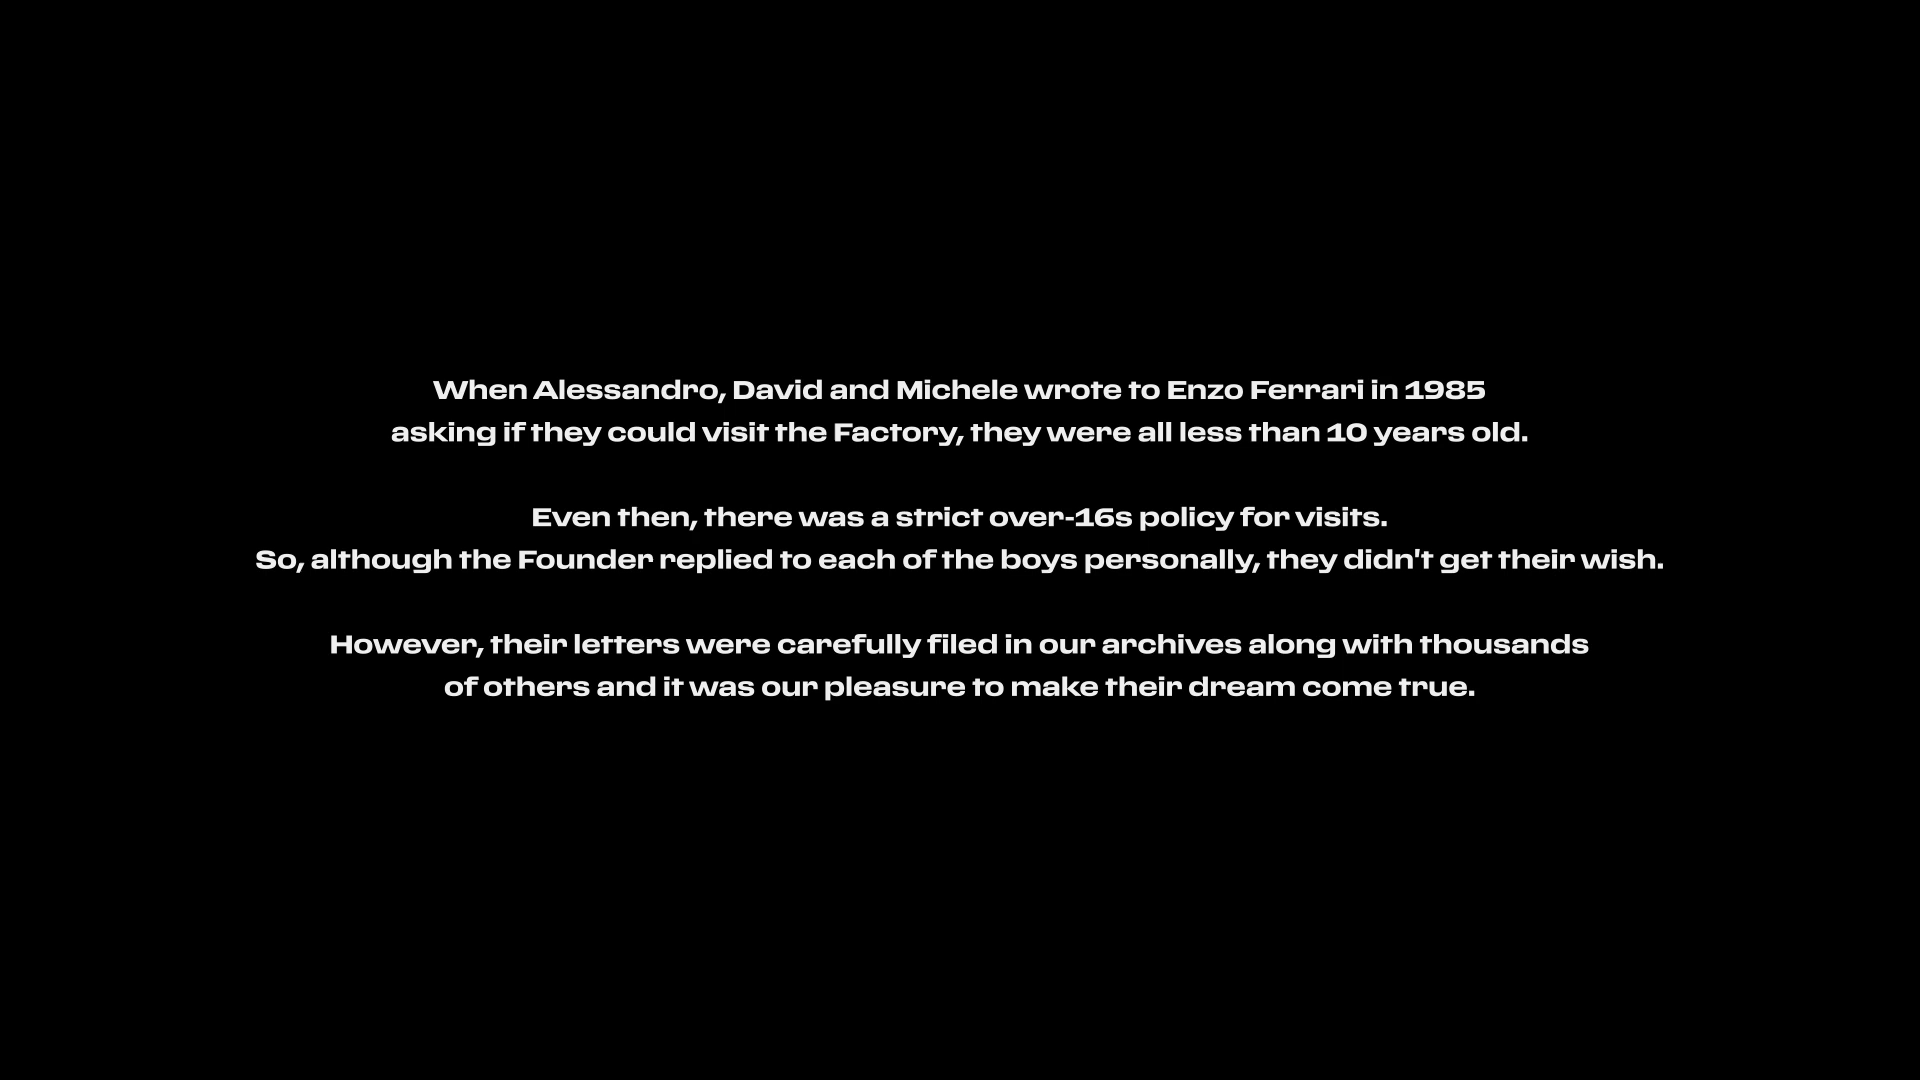 When Alessandro, David and Michele wrote to Enzo Ferrari in 1985
asking if they could visit the Factory, they were all less than 10 years old.
Even then, there was a strict over-16s policy for visits.
So, although the Founder replied to each of the boys personally, they didn't get their wish.
However, their letters were carefully filed in our archives along with thousands
of others and it was our pleasure to make their dream come true.